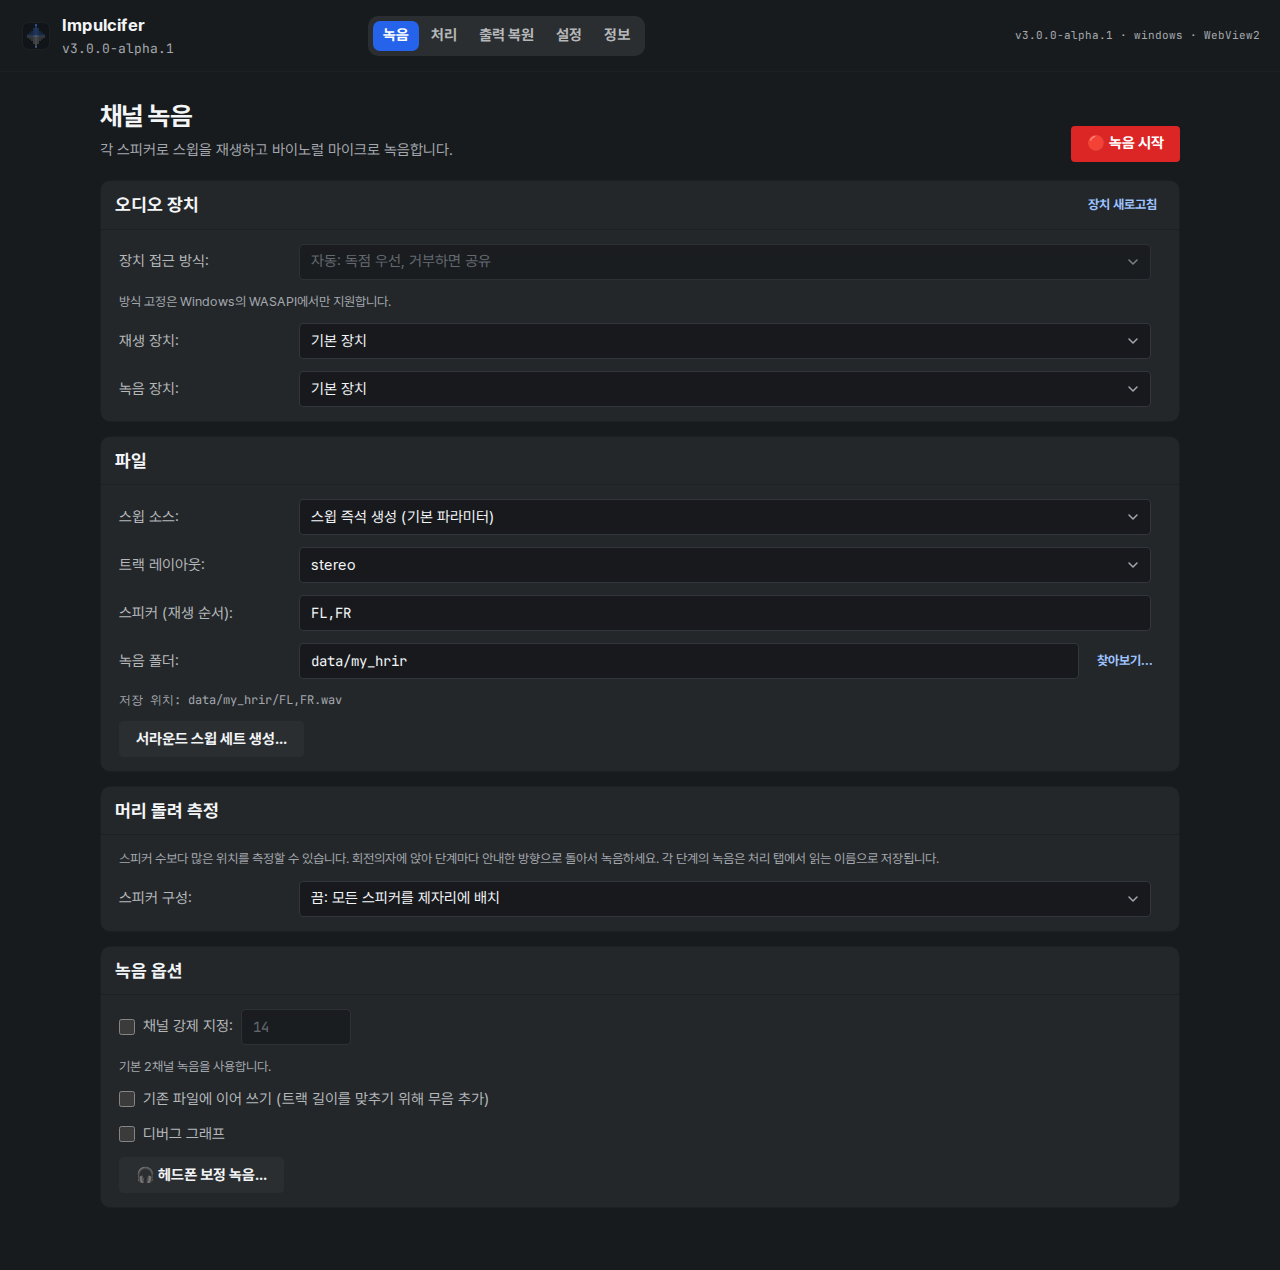 Impulcifer
v3.0.0-alpha.1
녹음 처리 출력 복원 설정 정보
v3.0.0-alpha.1 · windows · WebView2
채널 녹음
각 스피커로 스윕을 재생하고 바이노럴 마이크로 녹음합니다.
🔴 녹음 시작
오디오 장치
장치 새로고침
장치 접근 방식:
자동: 독점 우선, 거부하면 공유
방식 고정은 Windows의 WASAPI에서만 지원합니다.
재생 장치:
기본 장치
녹음 장치:
기본 장치
파일
스윕 소스:
스윕 즉석 생성 (기본 파라미터)
트랙 레이아웃:
stereo
스피커 (재생 순서):
FL,FR
녹음 폴더:
data/my_hrir
찾아보기...
저장 위치: data/my_hrir/FL,FR.wav
서라운드 스윕 세트 생성...
머리 돌려 측정
스피커 수보다 많은 위치를 측정할 수 있습니다. 회전의자에 앉아 단계마다 안내한 방향으로 돌아서 녹음하세요. 각 단계의 녹음은 처리 탭에서 읽는 이름으로 저장됩니다.
스피커 구성:
끔: 모든 스피커를 제자리에 배치
녹음 옵션
채널 강제 지정:
14
기본 2채널 녹음을 사용합니다.
기존 파일에 이어 쓰기 (트랙 길이를 맞추기 위해 무음 추가)
디버그 그래프
🎧 헤드폰 보정 녹음...